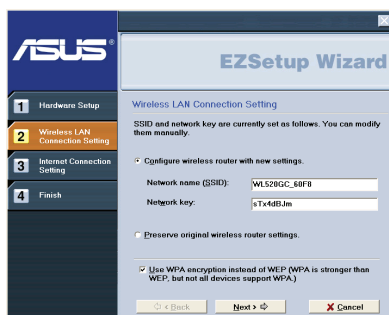 ASUS®
EZSetup Wizard
1 Hardware Setup
2 Wireless LAN
Connection Setting
3 Internet Connection
Setting
4 Finish
Wireless LAN Connection Setting
SSID and network key are currently set as follows. You can modify
them manually.
Configure wireless router with new settings.
Network name (SSID): WL520GC_60F8
Network key: sTx4dBJm
Preserve original wireless router settings.
Use WPA encryption instead of WEP (WPA is stronger than
WEP, but not all devices support WPA.)
< Back Next > Cancel